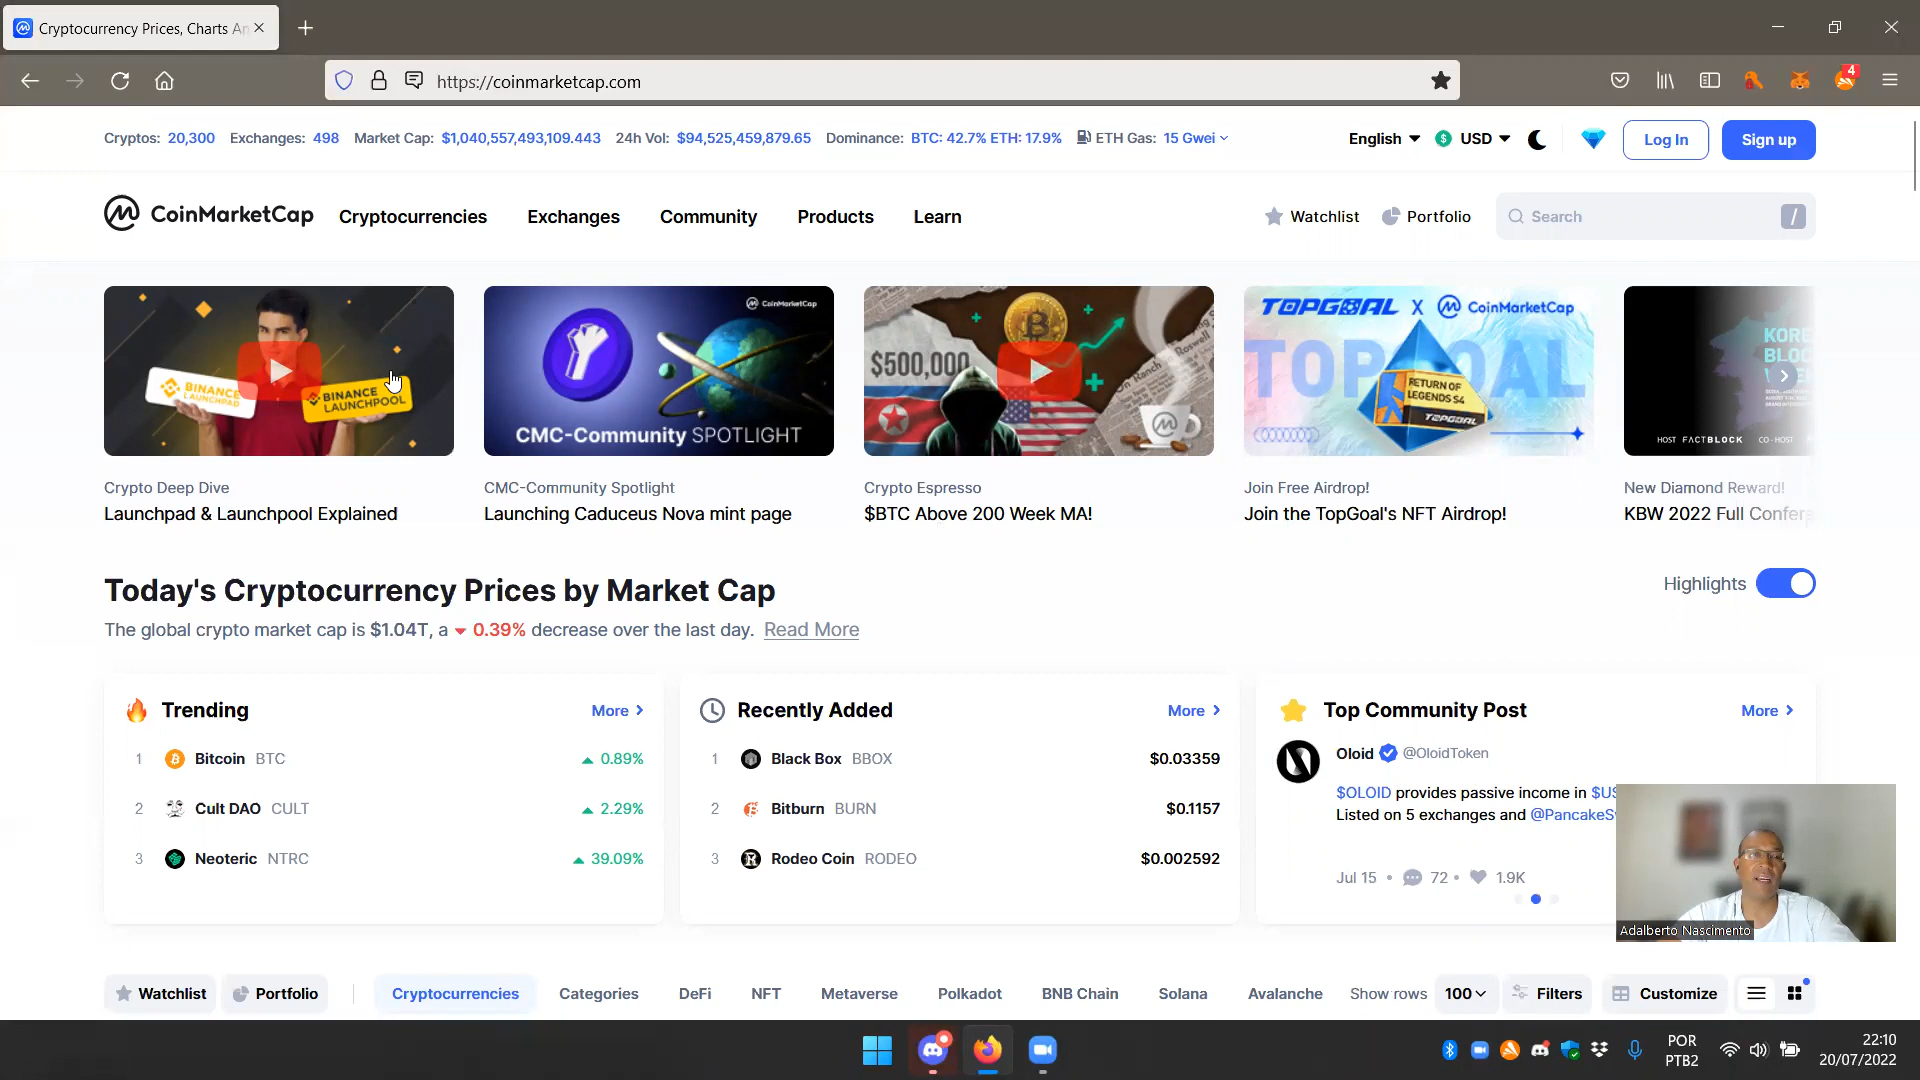 Cryptocurrency Prices, Charts An
https://coinmarketcap.com
4
Cryptos: 20,300 Exchanges: 498 Market Cap: $1,040,557,493,109.443 24h Vol: $94,525,459,879.65 Dominance: BTC: 42.7% ETH: 17.9% ETH Gas: 15 Gwei
English USD Log In Sign up
CoinMarketCap Cryptocurrencies Exchanges Community Products Learn
Watchlist Portfolio Search /
BINANCE LAUNCHPAD
BINANCE LAUNCHPOOL
CoinMarketCap
CMC-Community SPOTLIGHT
$500,000
TOPGOAL X CoinMarketCap
TOPGOAL
RETURN OF
LEGENDS S4
TOPGOAL
KORE
BLOC
HOST FACTBLOCK CO-HOST
Crypto Deep Dive
Launchpad & Launchpool Explained
CMC-Community Spotlight
Launching Caduceus Nova mint page
Crypto Espresso
$BTC Above 200 Week MA!
Join Free Airdrop!
Join the TopGoal's NFT Airdrop!
New Diamond Reward!
KBW 2022 Full Confer
Today's Cryptocurrency Prices by Market Cap
Highlights
The global crypto market cap is $1.04T, a 0.39% decrease over the last day. Read More
Trending More
1 Bitcoin BTC 0.89%
2 Cult DAO CULT 2.29%
3 Neoteric NTRC 39.09%
Recently Added More
1 Black Box BBOX $0.03359
2 Bitburn BURN $0.1157
3 Rodeo Coin RODEO $0.002592
Top Community Post More
Oloid @OloidToken
$OLOID provides passive income in $US
Listed on 5 exchanges and @PancakeS
Jul 15 • 72 • 1.9K
Adalberto Nascimento
Watchlist Portfolio Cryptocurrencies Categories DeFi NFT Metaverse Polkadot BNB Chain Solana Avalanche Show rows 100 Filters Customize
POR
PTB2
22:10
20/07/2022